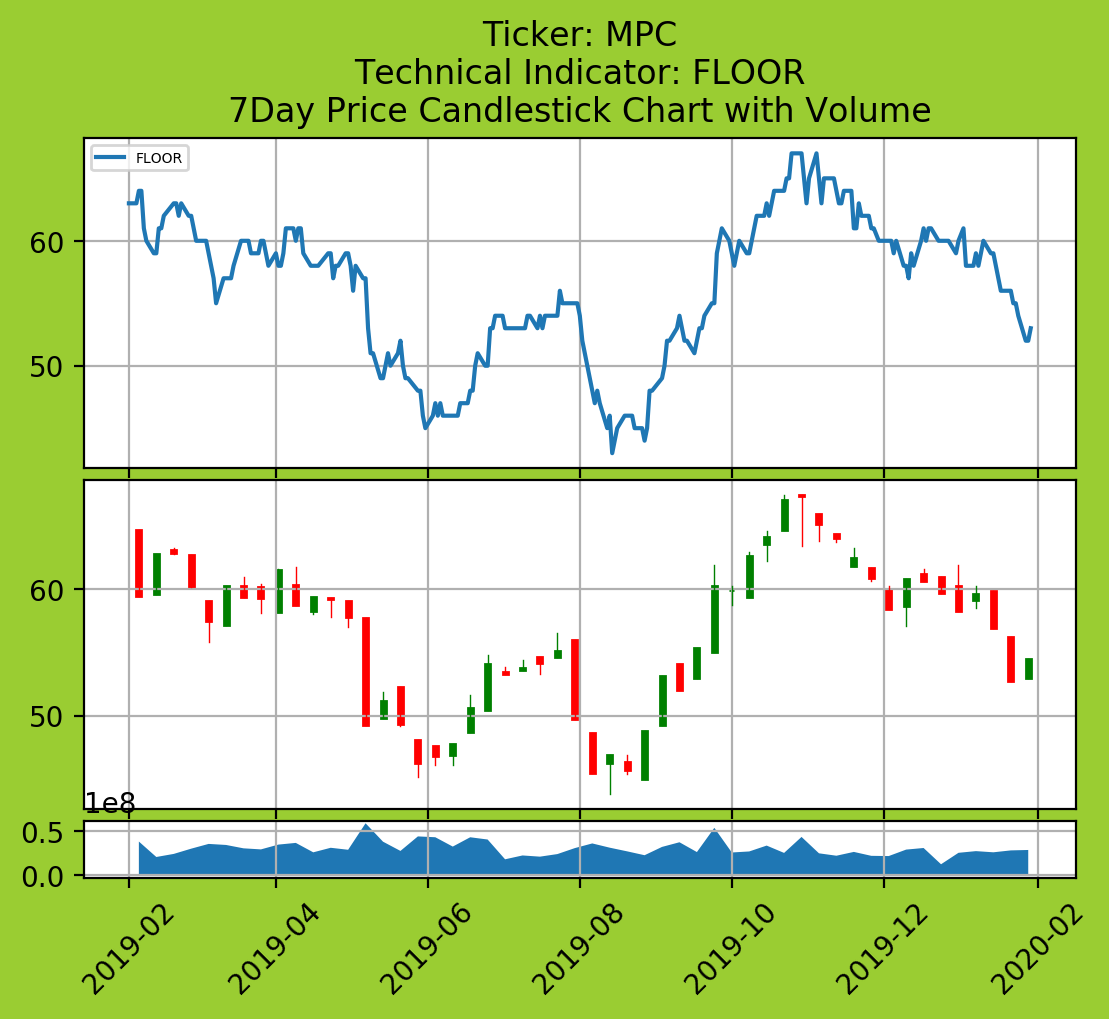 Ticker: MPC
Technical Indicator: FLOOR
7Day Price Candlestick Chart with Volume
FLOOR
60
50
60
50
1e8
0.5
0.0
2019-02
2019-04
2019-06
2019-08
2019-10
2019-12
2020-02